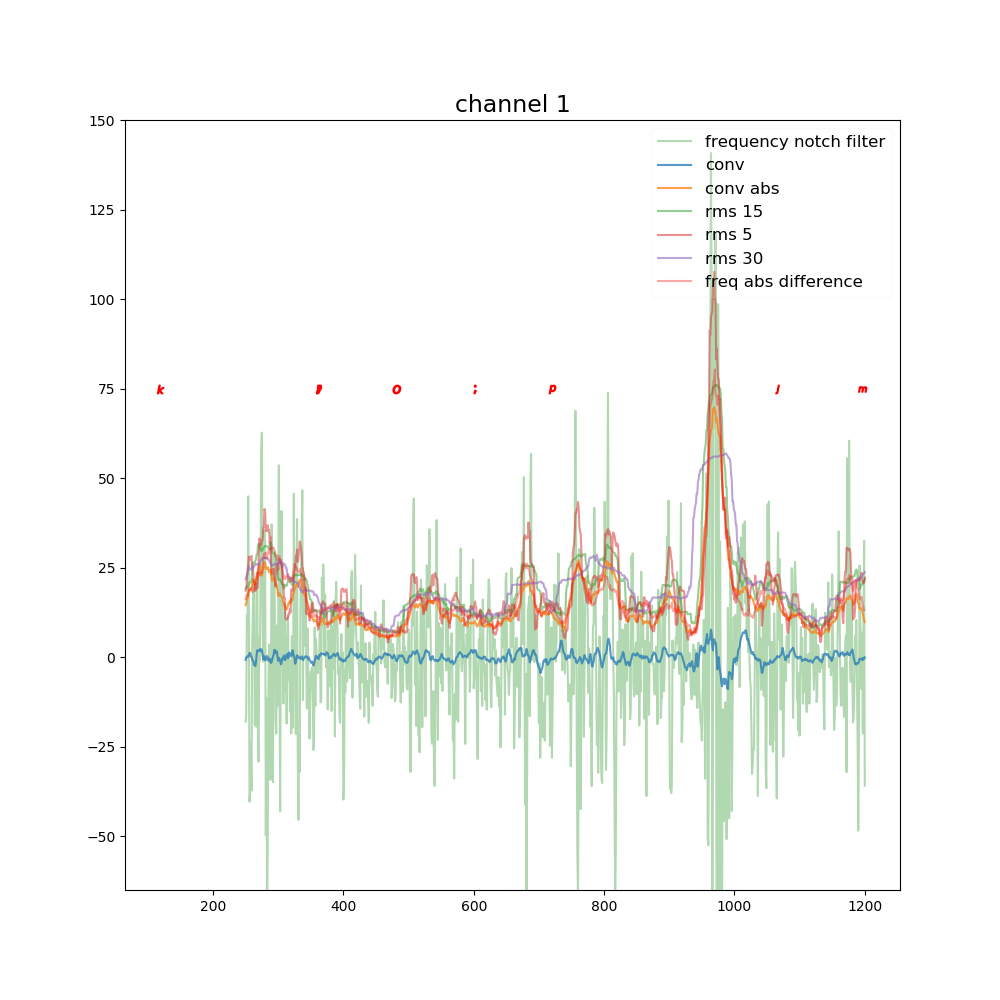 channel 1
150
125
100
75
50
25
0
−25
−50
frequency notch filter
conv
conv abs
rms 15
rms 5
rms 30
freq abs difference
k O ; p j m
200 400 600 800 1000 1200